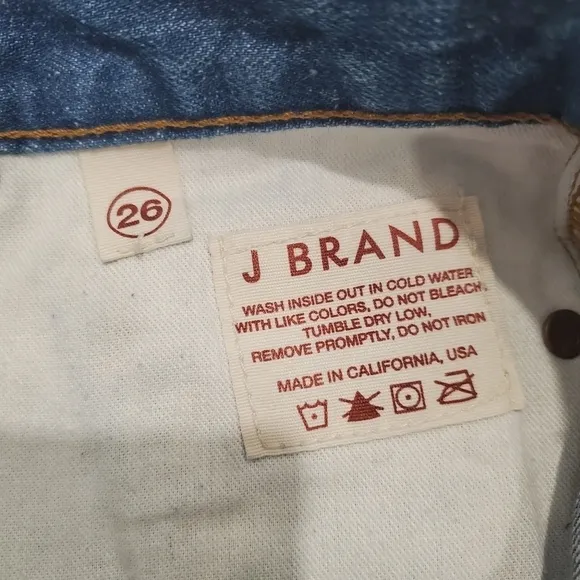 26
J BRAND
WASH INSIDE OUT IN COLD WATER
WITH LIKE COLORS, DO NOT BLEACH,
TUMBLE DRY LOW,
REMOVE PROMPTLY, DO NOT IRON
MADE IN CALIFORNIA, USA